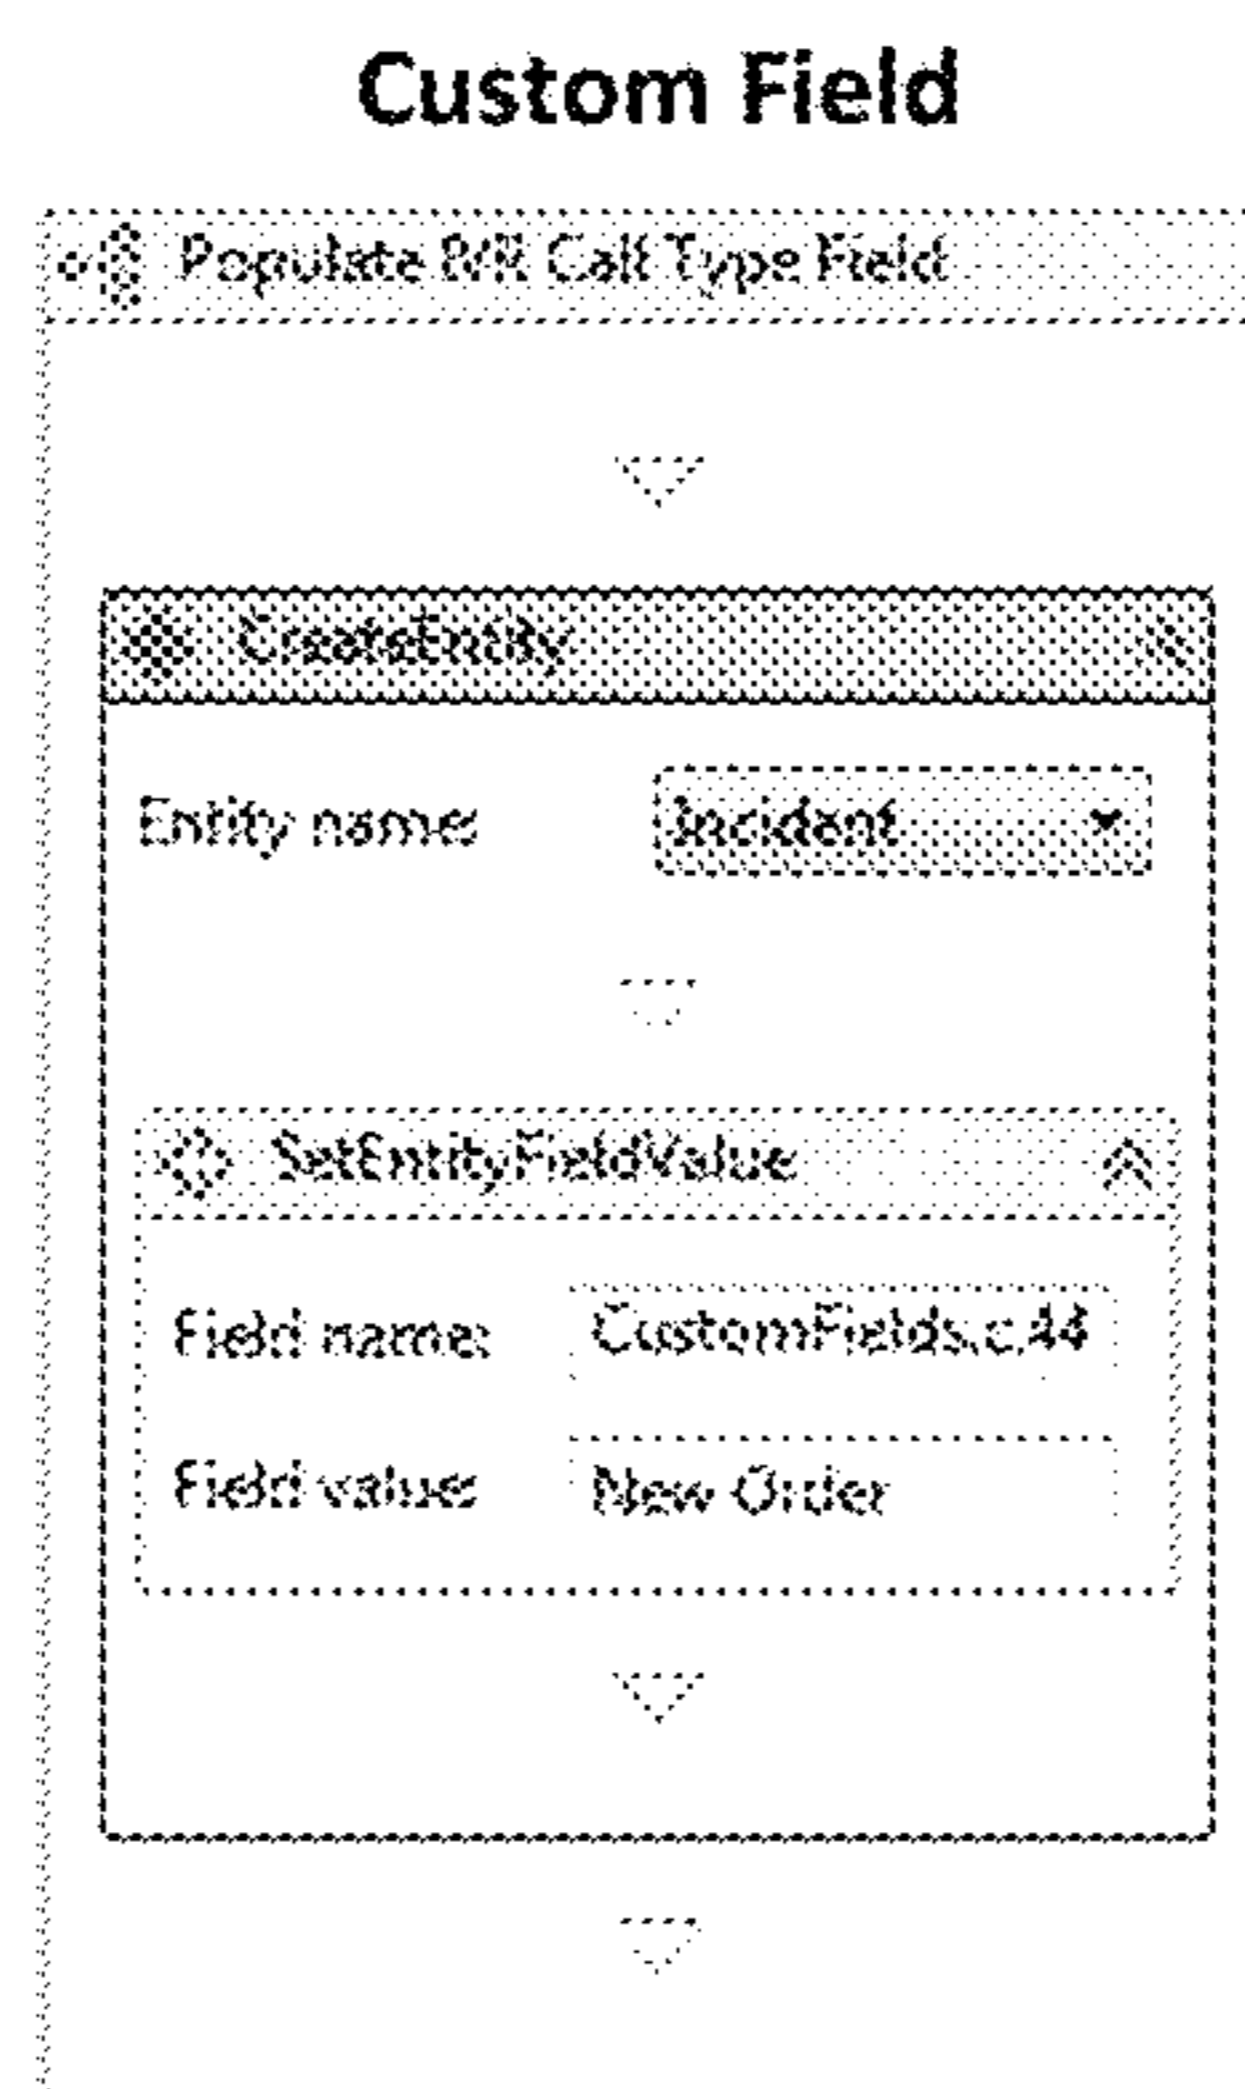 Custom Field
Populate IVR Call Type Field
CreateEntity
Entity name:
Incident
SetEntityFieldValue
Field name:
CustomFields.c.44
Field value:
New Order